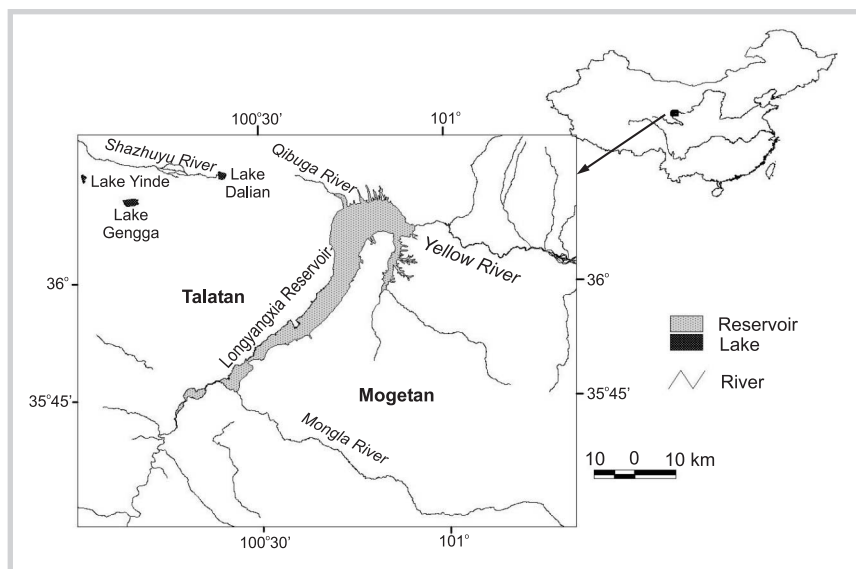 100°30'
101°
Shazhuyu River
Qibuga River
Lake Yinde
Lake
Dalian
Lake
Gengga
Yellow River
36°
36°
Longyangxia Reservoir
Talatan
Reservoir
Lake
River
35°45'
35°45'
Mogetan
Mongla River
10 0 10 km
100°30'
101°